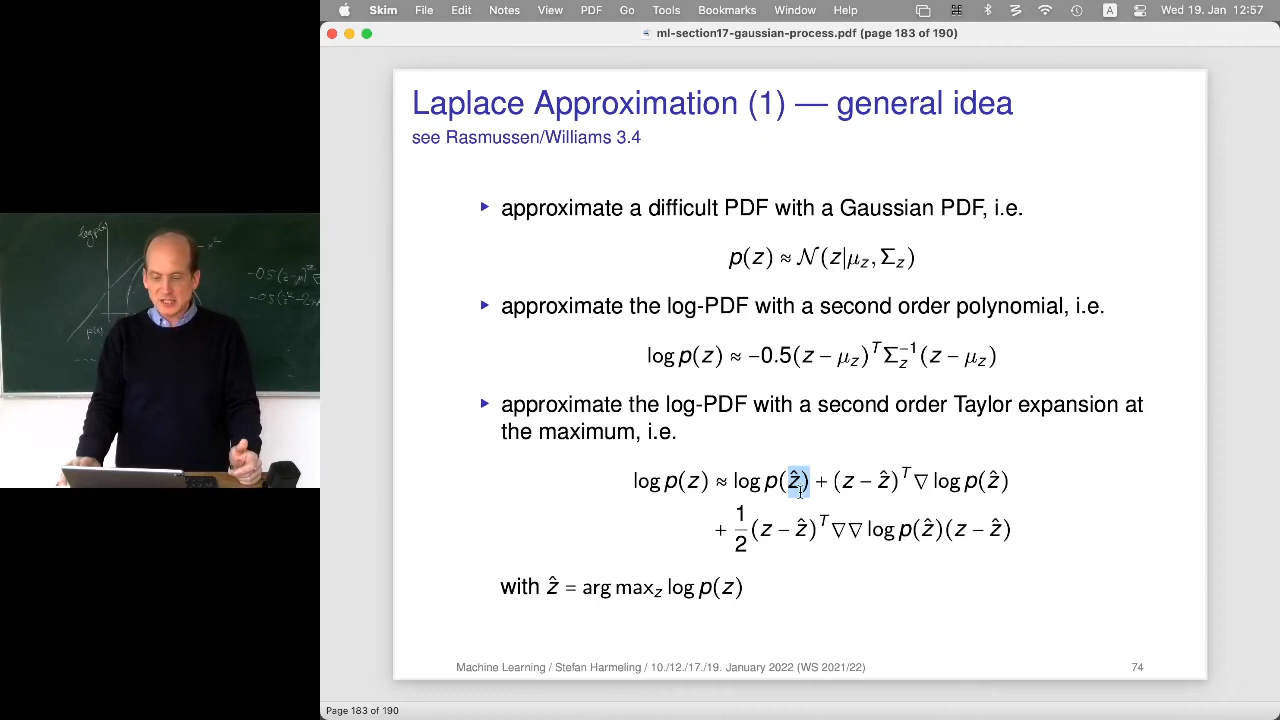 Skim File Edit Notes View PDF Go Tools Bookmarks Window Help A Wed 19. Jan 12:57
ml-section17-gaussian-process.pdf (page 183 of 190)
Laplace Approximation (1) — general idea
see Rasmussen/Williams 3.4
▸ approximate a difficult PDF with a Gaussian PDF, i.e.
p(z) ≈ 𝒩(z|μ_z, Σ_z)
▸ approximate the log-PDF with a second order polynomial, i.e.
log p(z) ≈ −0.5(z − μ_z)^T Σ_z^{−1}(z − μ_z)
▸ approximate the log-PDF with a second order Taylor expansion at
the maximum, i.e.
log p(z) ≈ log p(ẑ) + (z − ẑ)^T ∇ log p(ẑ)
+ 1/2 (z − ẑ)^T ∇∇ log p(ẑ)(z − ẑ)
with ẑ = arg max_z log p(z)
Machine Learning / Stefan Harmeling / 10./12./17./19. January 2022 (WS 2021/22) 74
Page 183 of 190
log p(x)
− x²
p(x)